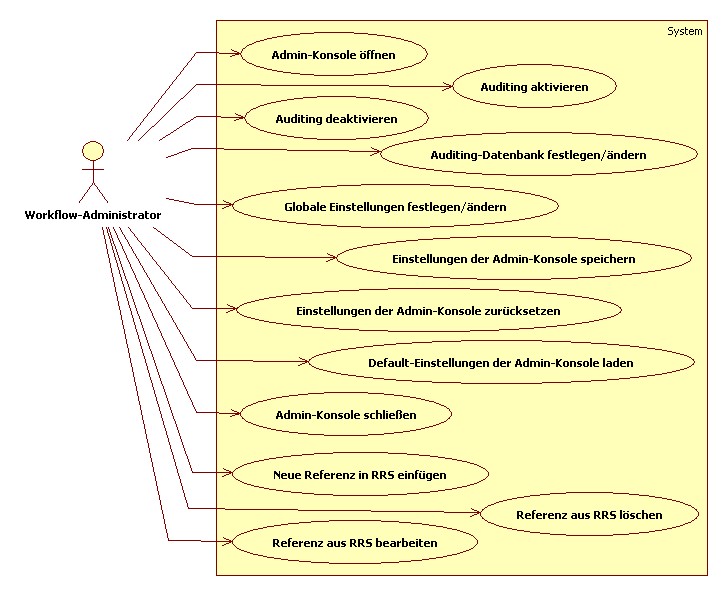 System
Admin-Konsole öffnen
Auditing aktivieren
Auditing deaktivieren
Auditing-Datenbank festlegen/ändern
Workflow-Administrator
Globale Einstellungen festlegen/ändern
Einstellungen der Admin-Konsole speichern
Einstellungen der Admin-Konsole zurücksetzen
Default-Einstellungen der Admin-Konsole laden
Admin-Konsole schließen
Neue Referenz in RRS einfügen
Referenz aus RRS löschen
Referenz aus RRS bearbeiten